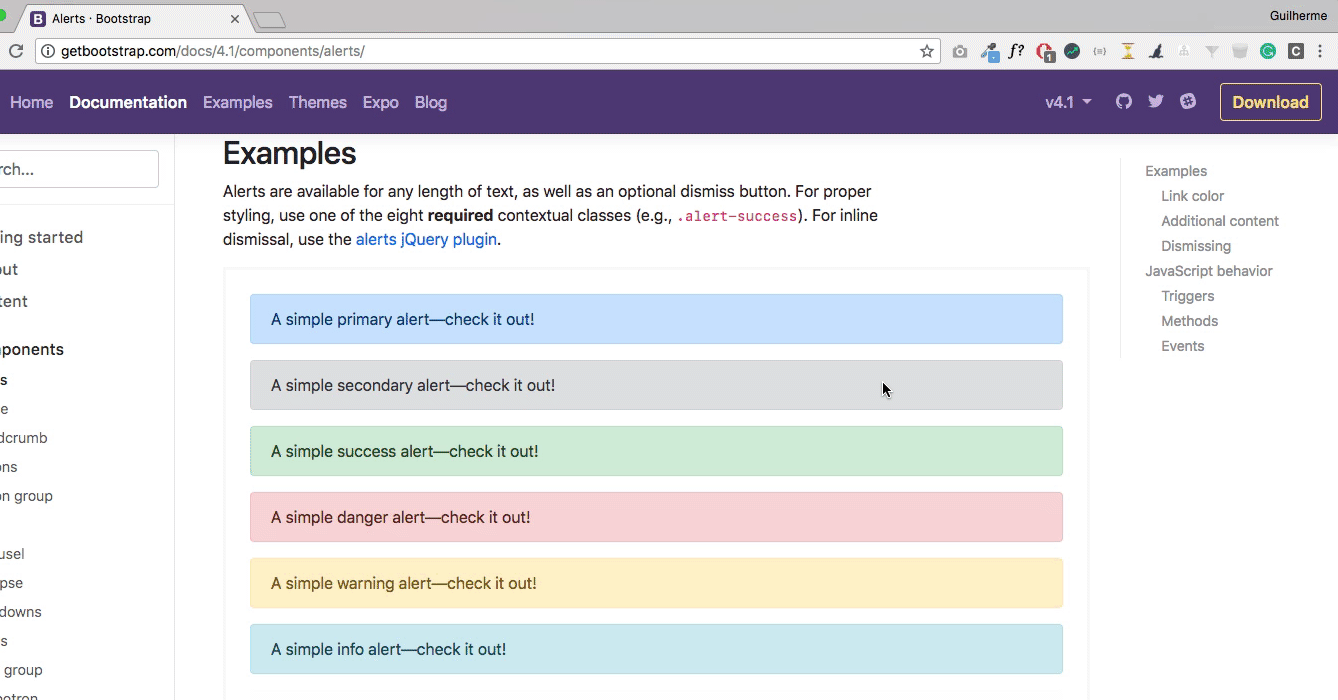 Alerts · Bootstrap
Guilherme
getbootstrap.com/docs/4.1/components/alerts/
f?
1
C
Home Documentation Examples Themes Expo Blog v4.1 Download
rch...
ing started
out
tent
ponents
s
e
dcrumb
ons
on group
usel
pse
downs
s
group
otron
Examples
Alerts are available for any length of text, as well as an optional dismiss button. For proper
styling, use one of the eight required contextual classes (e.g., .alert-success). For inline
dismissal, use the alerts jQuery plugin.
A simple primary alert—check it out!
A simple secondary alert—check it out!
A simple success alert—check it out!
A simple danger alert—check it out!
A simple warning alert—check it out!
A simple info alert—check it out!
Examples
Link color
Additional content
Dismissing
JavaScript behavior
Triggers
Methods
Events